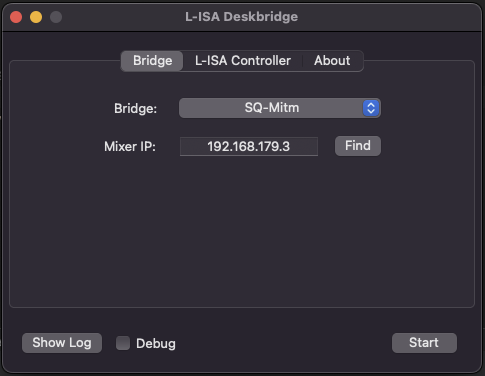 L-ISA Deskbridge
Bridge L-ISA Controller About
Bridge: SQ-Mitm
Mixer IP: 192.168.179.3 Find
Show Log Debug Start